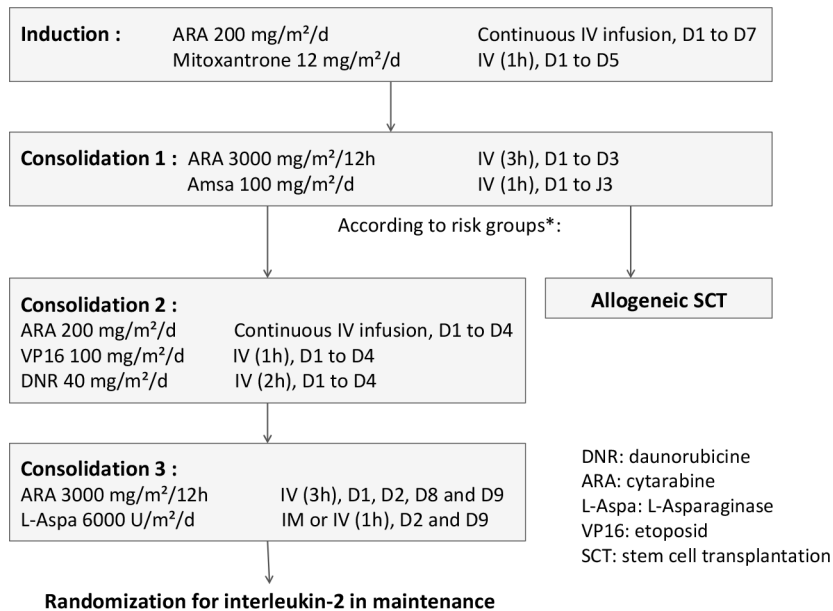 Induction : ARA 200 mg/m²/d Continuous IV infusion, D1 to D7
Mitoxantrone 12 mg/m²/d IV (1h), D1 to D5
Consolidation 1 : ARA 3000 mg/m²/12h IV (3h), D1 to D3
Amsa 100 mg/m²/d IV (1h), D1 to J3
According to risk groups*:
Consolidation 2 :
ARA 200 mg/m²/d Continuous IV infusion, D1 to D4
VP16 100 mg/m²/d IV (1h), D1 to D4
DNR 40 mg/m²/d IV (2h), D1 to D4
Allogeneic SCT
Consolidation 3 :
ARA 3000 mg/m²/12h IV (3h), D1, D2, D8 and D9
L-Aspa 6000 U/m²/d IM or IV (1h), D2 and D9
DNR: daunorubicine
ARA: cytarabine
L-Aspa: L-Asparaginase
VP16: etoposid
SCT: stem cell transplantation
Randomization for interleukin-2 in maintenance